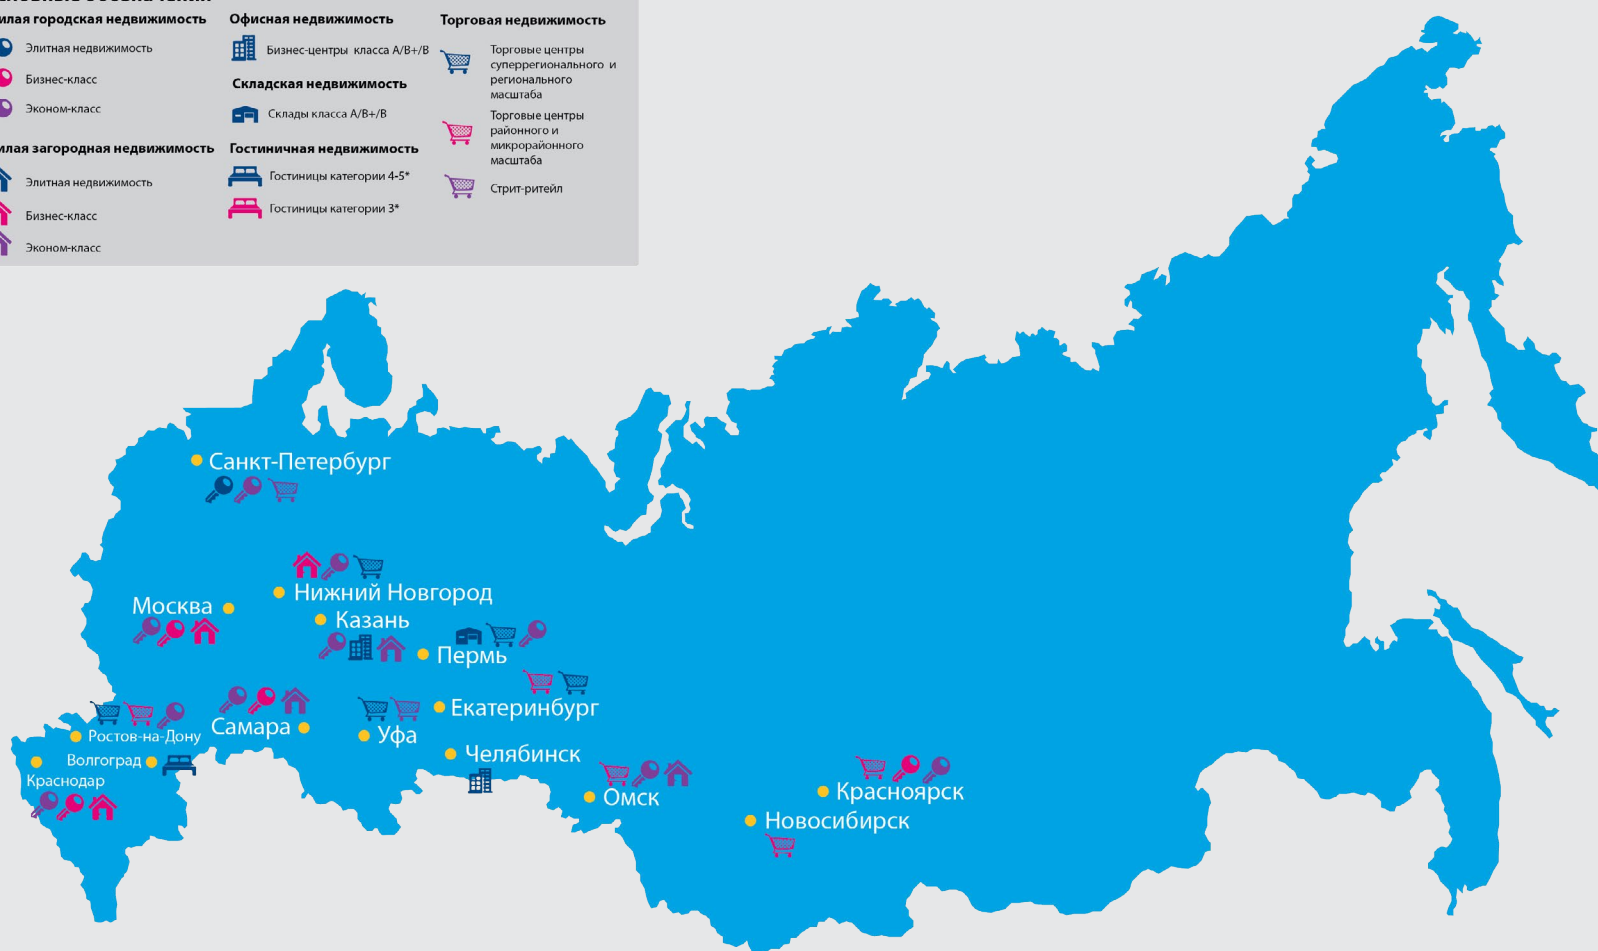 Жилая городская недвижимость
Элитная недвижимость
Бизнес-класс
Эконом-класс
Жилая загородная недвижимость
Элитная недвижимость
Бизнес-класс
Эконом-класс
Офисная недвижимость
Бизнес-центры класса А/В+/В
Складская недвижимость
Склады класса А/В+/В
Гостиничная недвижимость
Гостиницы категории 4-5*
Гостиницы категории 3*
Торговая недвижимость
Торговые центры
суперрегионального и
регионального
масштаба
Торговые центры
районного и
микрорайонного
масштаба
Стрит-ритейл
Санкт-Петербург
Нижний Новгород
Москва
Казань
Пермь
Екатеринбург
Самара
Ростов-на-Дону
Уфа
Волгоград
Челябинск
Краснодар
Омск
Красноярск
Новосибирск